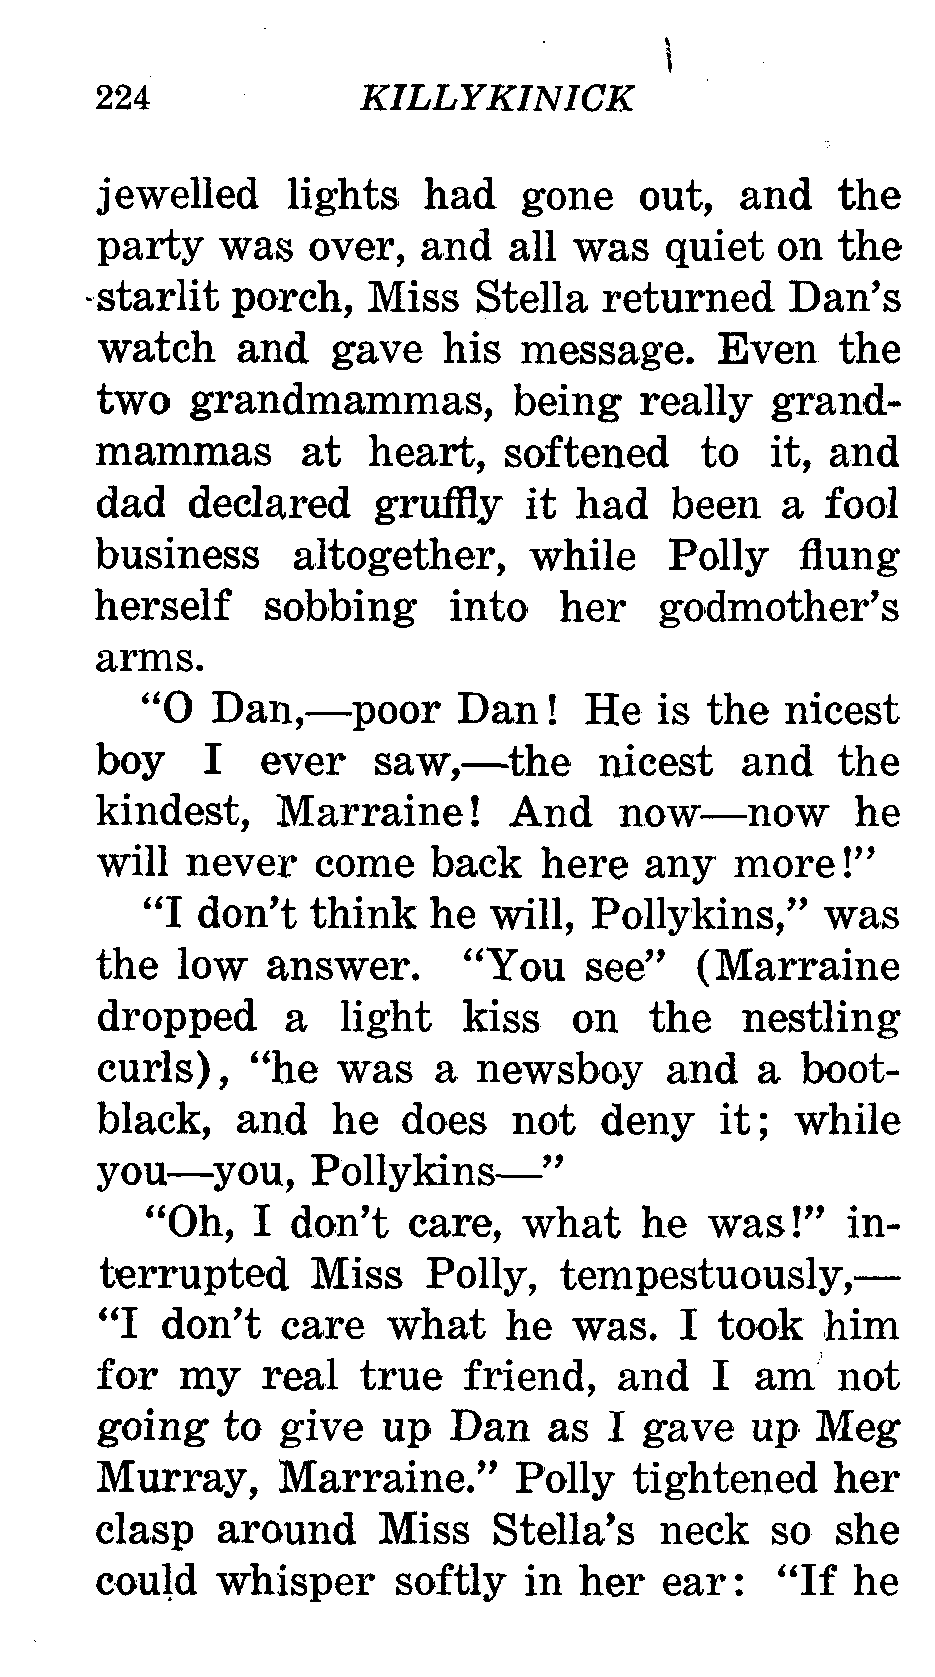 224 KILLYKINICK
jewelled lights had gone out, and the
party was over, and all was quiet on the
starlit porch, Miss Stella returned Dan's
watch and gave his message. Even the
two grandmammas, being really grand-
mammas at heart, softened to it, and
dad declared gruffly it had been a fool
business altogether, while Polly flung
herself sobbing into her godmother's
arms.
"O Dan,—poor Dan! He is the nicest
boy I ever saw,—the nicest and the
kindest, Marraine! And now—now he
will never come back here any more!"
"I don't think he will, Pollykins," was
the low answer. "You see" (Marraine
dropped a light kiss on the nestling
curls), "he was a newsboy and a boot-
black, and he does not deny it; while
you—you, Pollykins—"
"Oh, I don't care, what he was!" in-
terrupted Miss Polly, tempestuously,—
"I don't care what he was. I took him
for my real true friend, and I am not
going to give up Dan as I gave up Meg
Murray, Marraine." Polly tightened her
clasp around Miss Stella's neck so she
could whisper softly in her ear: "If he